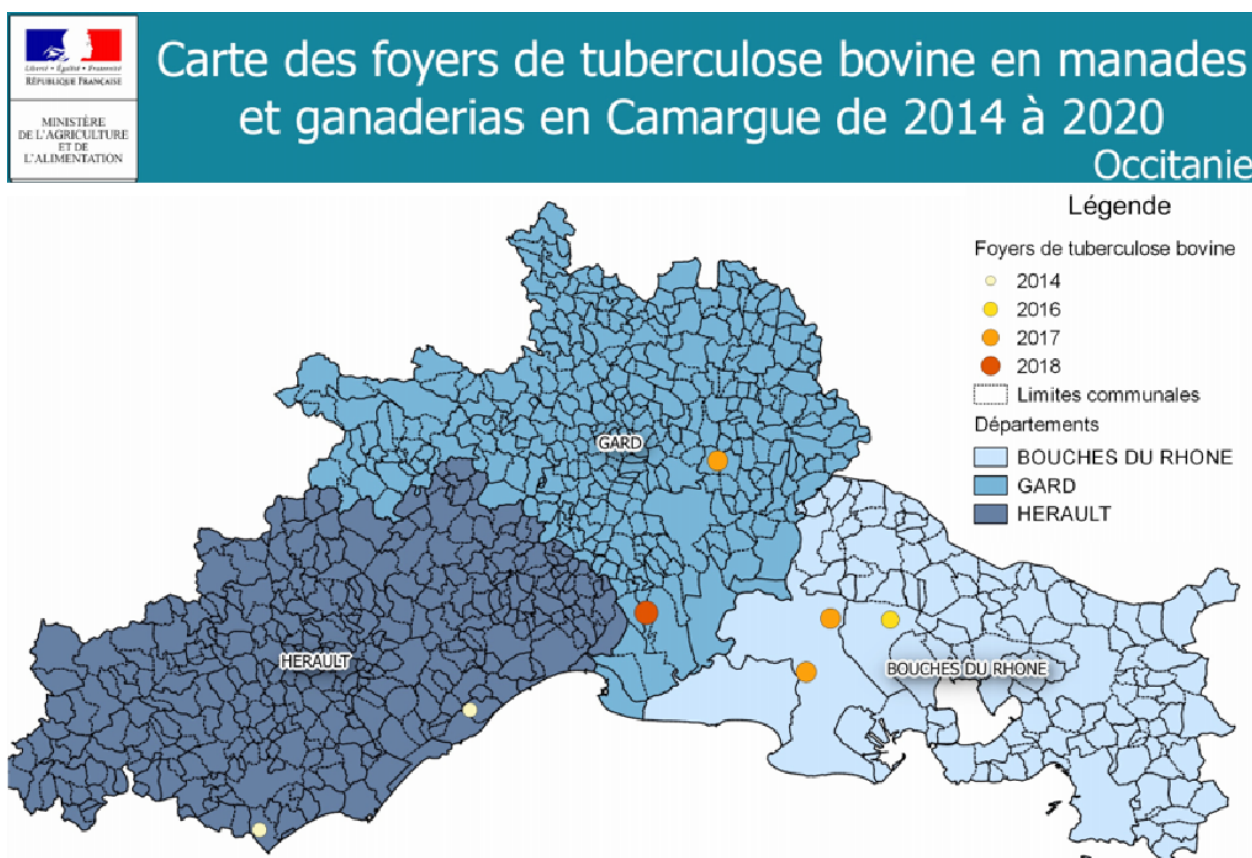 Liberté • Égalité • Fraternité
RÉPUBLIQUE FRANÇAISE
MINISTÈRE
DE L'AGRICULTURE
ET DE
L'ALIMENTATION
Carte des foyers de tuberculose bovine en manades
et ganaderias en Camargue de 2014 à 2020
Occitanie
Légende
Foyers de tuberculose bovine
2014
2016
2017
2018
Limites communales
Départements
BOUCHES DU RHONE
GARD
HERAULT
GARD
HERAULT
BOUCHES DU RHONE